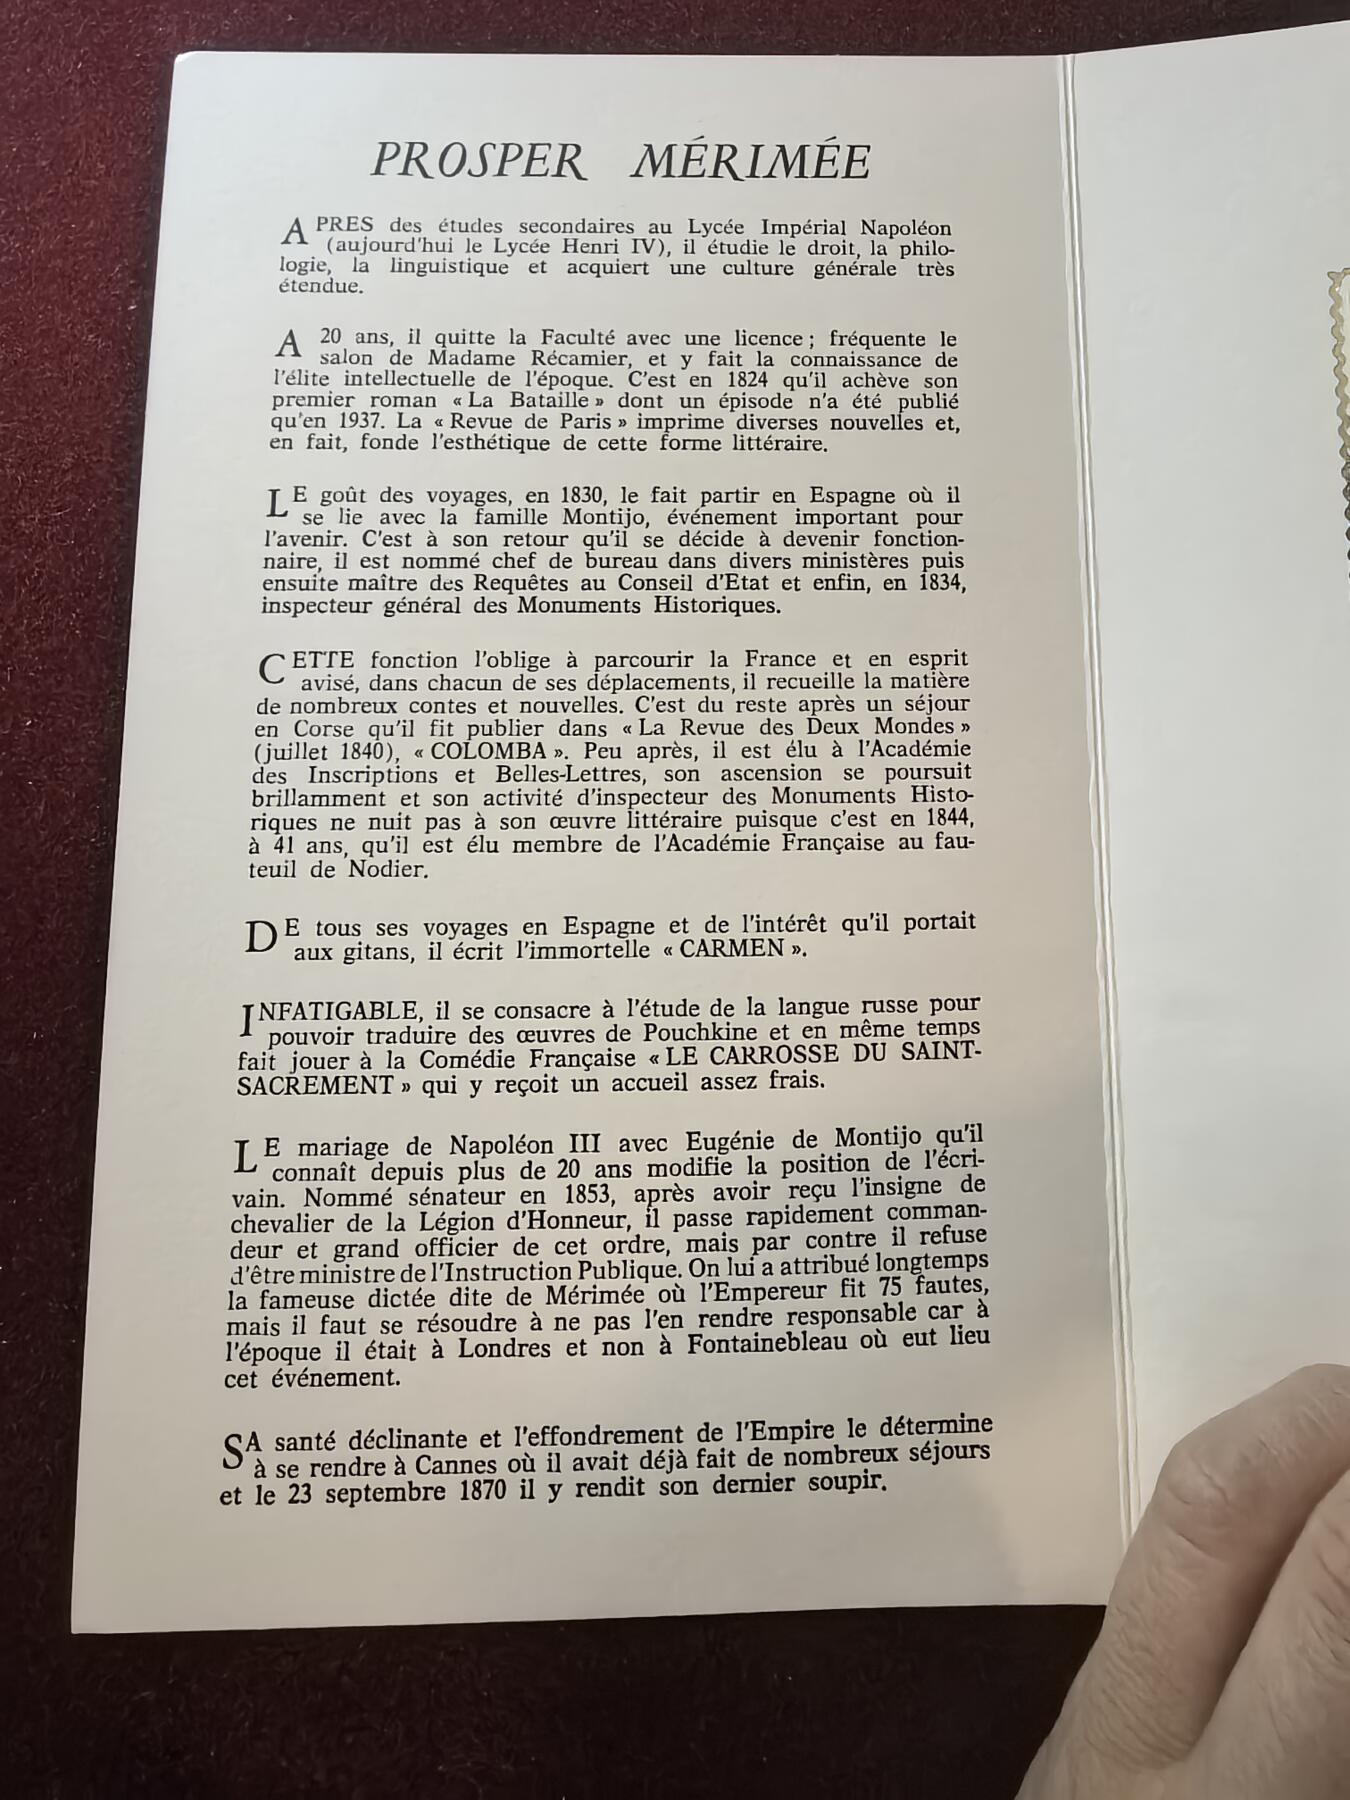 PROSPER MÉRIMÉE
APRES des études secondaires au Lycée Impérial Napoléon
(aujourd'hui le Lycée Henri IV), il étudie le droit, la philo-
logie, la linguistique et acquiert une culture générale très
étendue.
A 20 ans, il quitte la Faculté avec une licence ; fréquente le
salon de Madame Récamier, et y fait la connaissance de
l'élite intellectuelle de l'époque. C'est en 1824 qu'il achève son
premier roman « La Bataille » dont un épisode n'a été publié
qu'en 1937. La « Revue de Paris » imprime diverses nouvelles et,
en fait, fonde l'esthétique de cette forme littéraire.
LE goût des voyages, en 1830, le fait partir en Espagne où il
se lie avec la famille Montijo, événement important pour
l'avenir. C'est à son retour qu'il se décide à devenir fonction-
naire, il est nommé chef de bureau dans divers ministères puis
ensuite maître des Requêtes au Conseil d'Etat et enfin, en 1834,
inspecteur général des Monuments Historiques.
CETTE fonction l'oblige à parcourir la France et en esprit
avisé, dans chacun de ses déplacements, il recueille la matière
de nombreux contes et nouvelles. C'est du reste après un séjour
en Corse qu'il fit publier dans « La Revue des Deux Mondes »
(juillet 1840), « COLOMBA ». Peu après, il est élu à l'Académie
des Inscriptions et Belles-Lettres, son ascension se poursuit
brillamment et son activité d'inspecteur des Monuments Histo-
riques ne nuit pas à son œuvre littéraire puisque c'est en 1844,
à 41 ans, qu'il est élu membre de l'Académie Française au fau-
teuil de Nodier.
DE tous ses voyages en Espagne et de l'intérêt qu'il portait
aux gitans, il écrit l'immortelle « CARMEN ».
INFATIGABLE, il se consacre à l'étude de la langue russe pour
pouvoir traduire des œuvres de Pouchkine et en même temps
fait jouer à la Comédie Française « LE CARROSSE DU SAINT-
SACREMENT » qui y reçoit un accueil assez frais.
LE mariage de Napoléon III avec Eugénie de Montijo qu'il
connaît depuis plus de 20 ans modifie la position de l'écri-
vain. Nommé sénateur en 1853, après avoir reçu l'insigne de
chevalier de la Légion d'Honneur, il passe rapidement comman-
deur et grand officier de cet ordre, mais par contre il refuse
d'être ministre de l'Instruction Publique. On lui a attribué longtemps
la fameuse dictée dite de Mérimée où l'Empereur fit 75 fautes,
mais il faut se résoudre à ne pas l'en rendre responsable car à
l'époque il était à Londres et non à Fontainebleau où eut lieu
cet événement.
SA santé déclinante et l'effondrement de l'Empire le détermine
à se rendre à Cannes où il avait déjà fait de nombreux séjours
et le 23 septembre 1870 il y rendit son dernier soupir.